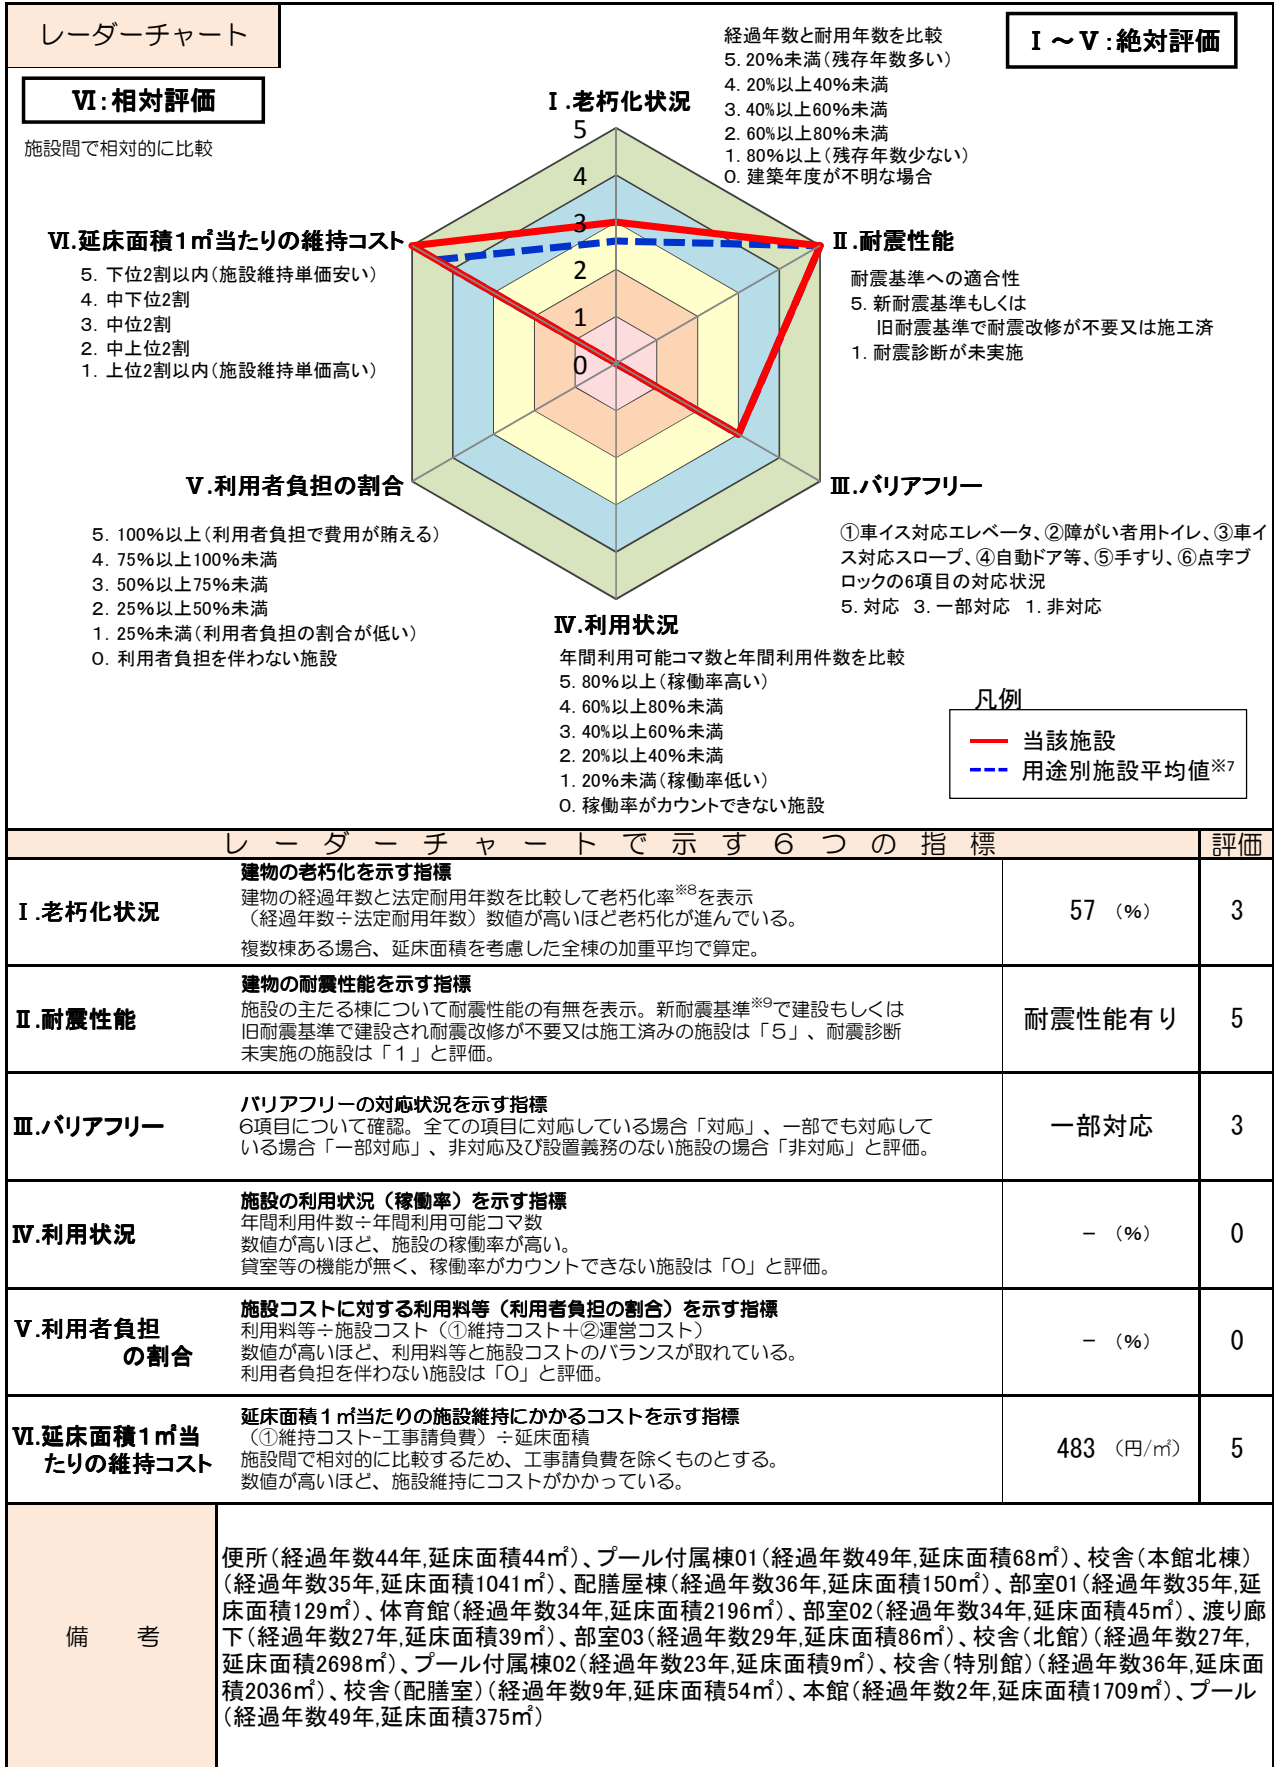 レーダーチャート
Ⅵ:相対評価
施設間で相対的に比較
Ⅰ～Ⅴ:絶対評価
経過年数と耐用年数を比較
5. 20%未満(残存年数多い)
4. 20%以上40%未満
3. 40%以上60%未満
2. 60%以上80%未満
1. 80%以上(残存年数少ない)
0. 建築年度が不明な場合
Ⅰ.老朽化状況
5
4
3
2
1
0
Ⅱ.耐震性能
耐震基準への適合性
5. 新耐震基準もしくは
旧耐震基準で耐震改修が不要又は施工済
1. 耐震診断が未実施
Ⅵ.延床面積1㎡当たりの維持コスト
5. 下位2割以内(施設維持単価安い)
4. 中下位2割
3. 中位2割
2. 中上位2割
1. 上位2割以内(施設維持単価高い)
Ⅴ.利用者負担の割合
5. 100%以上(利用者負担で費用が賄える)
4. 75%以上100%未満
3. 50%以上75%未満
2. 25%以上50%未満
1. 25%未満(利用者負担の割合が低い)
0. 利用者負担を伴わない施設
Ⅲ.バリアフリー
①車イス対応エレベータ、②障がい者用トイレ、③車イ
ス対応スロープ、④自動ドア等、⑤手すり、⑥点字ブ
ロックの6項目の対応状況
5. 対応 3. 一部対応 1. 非対応
Ⅳ.利用状況
年間利用可能コマ数と年間利用件数を比較
5. 80%以上(稼働率高い)
4. 60%以上80%未満
3. 40%以上60%未満
2. 20%以上40%未満
1. 20%未満(稼働率低い)
0. 稼働率がカウントできない施設
凡例
当該施設
用途別施設平均値※7
レーダーチャートで示す6つの指標 評価
Ⅰ.老朽化状況
建物の老朽化を示す指標
建物の経過年数と法定耐用年数を比較して老朽化率※8を表示
(経過年数÷法定耐用年数)数値が高いほど老朽化が進んでいる。
複数棟ある場合、延床面積を考慮した全棟の加重平均で算定。
57 (%) 3
Ⅱ.耐震性能
建物の耐震性能を示す指標
施設の主たる棟について耐震性能の有無を表示。新耐震基準※9で建設もしくは
旧耐震基準で建設され耐震改修が不要又は施工済みの施設は「5」、耐震診断
未実施の施設は「1」と評価。
耐震性能有り 5
Ⅲ.バリアフリー
バリアフリーの対応状況を示す指標
6項目について確認。全ての項目に対応している場合「対応」、一部でも対応して
いる場合「一部対応」、非対応及び設置義務のない施設の場合「非対応」と評価。
一部対応 3
Ⅳ.利用状況
施設の利用状況(稼働率)を示す指標
年間利用件数÷年間利用可能コマ数
数値が高いほど、施設の稼働率が高い。
貸室等の機能が無く、稼働率がカウントできない施設は「0」と評価。
－ (%) 0
Ⅴ.利用者負担
の割合
施設コストに対する利用料等(利用者負担の割合)を示す指標
利用料等÷施設コスト(①維持コスト+②運営コスト)
数値が高いほど、利用料等と施設コストのバランスが取れている。
利用者負担を伴わない施設は「0」と評価。
－ (%) 0
Ⅵ.延床面積1㎡当
たりの維持コスト
延床面積1㎡当たりの施設維持にかかるコストを示す指標
(①維持コスト-工事請負費)÷延床面積
施設間で相対的に比較するため、工事請負費を除くものとする。
数値が高いほど、施設維持にコストがかかっている。
483 (円/㎡) 5
備 考
便所(経過年数44年,延床面積44㎡)、プール付属棟01(経過年数49年,延床面積68㎡)、校舎(本館北棟)
(経過年数35年,延床面積1041㎡)、配膳屋棟(経過年数36年,延床面積150㎡)、部室01(経過年数35年,延
床面積129㎡)、体育館(経過年数34年,延床面積2196㎡)、部室02(経過年数34年,延床面積45㎡)、渡り廊
下(経過年数27年,延床面積39㎡)、部室03(経過年数29年,延床面積86㎡)、校舎(北館)(経過年数27年,
延床面積2698㎡)、プール付属棟02(経過年数23年,延床面積9㎡)、校舎(特別館)(経過年数36年,延床面
積2036㎡)、校舎(配膳室)(経過年数9年,延床面積54㎡)、本館(経過年数2年,延床面積1709㎡)、プール
(経過年数49年,延床面積375㎡)